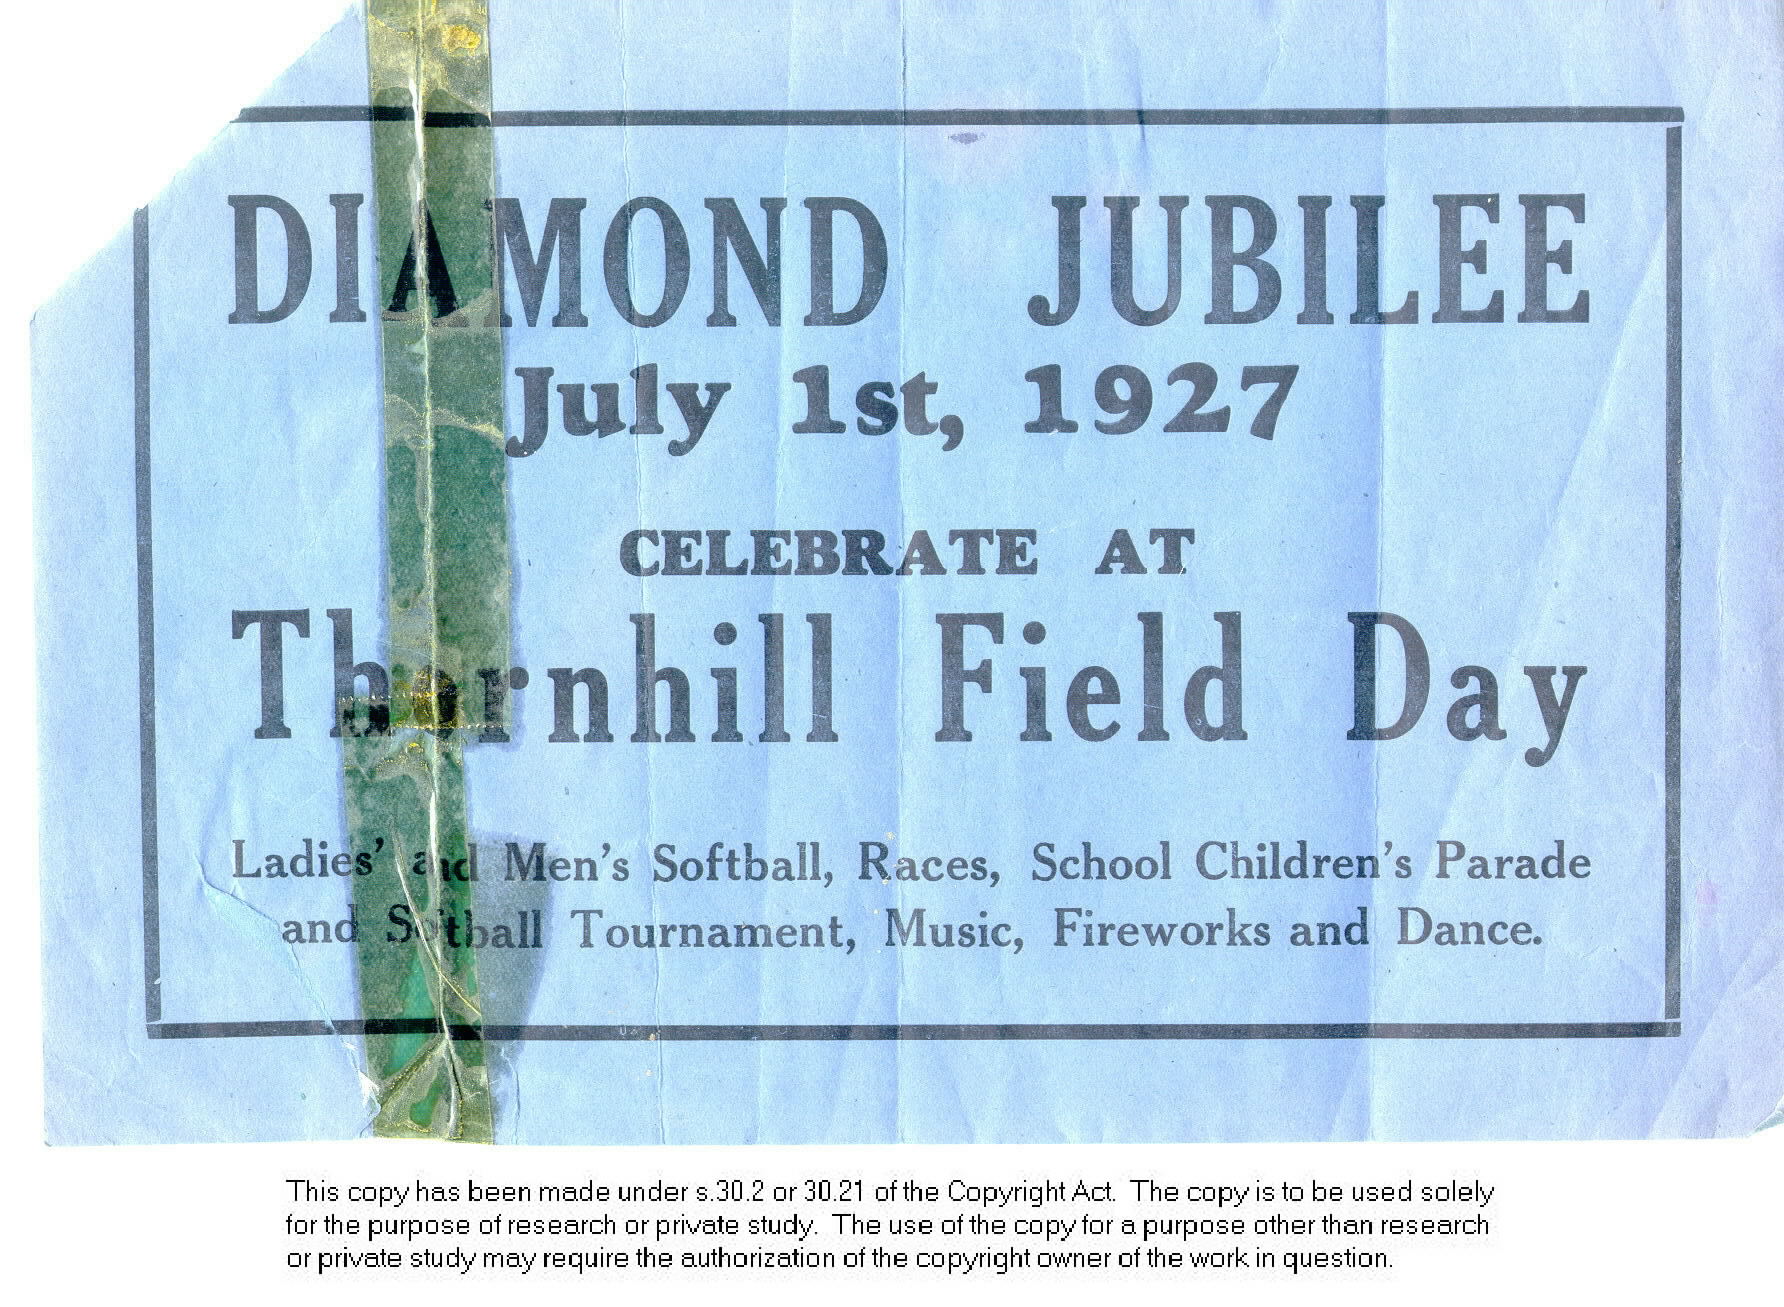 DIAMOND JUBILEE
July 1st, 1927
CELEBRATE AT
Thornhill Field Day
Ladies' and Men's Softball, Races, School Children's Parade
and Softball Tournament, Music, Fireworks and Dance.
This copy has been made under s.30.2 or 30.21 of the Copyright Act. The copy is to be used solely
for the purpose of research or private study. The use of the copy for a purpose other than research
or private study may require the authorization of the copyright owner of the work in question.